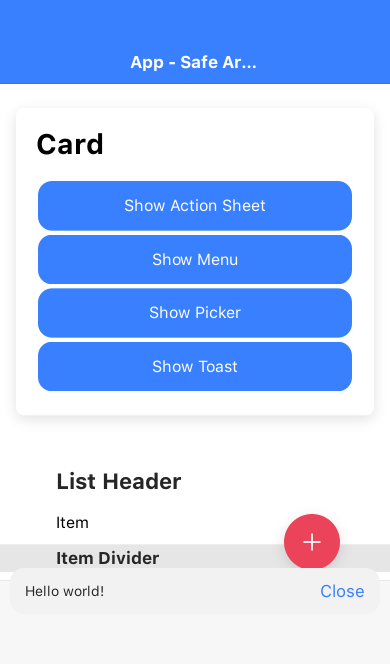 App - Safe Ar...
Card
Show Action Sheet
Show Menu
Show Picker
Show Toast
List Header
Item
Item Divider
Hello world!
Close